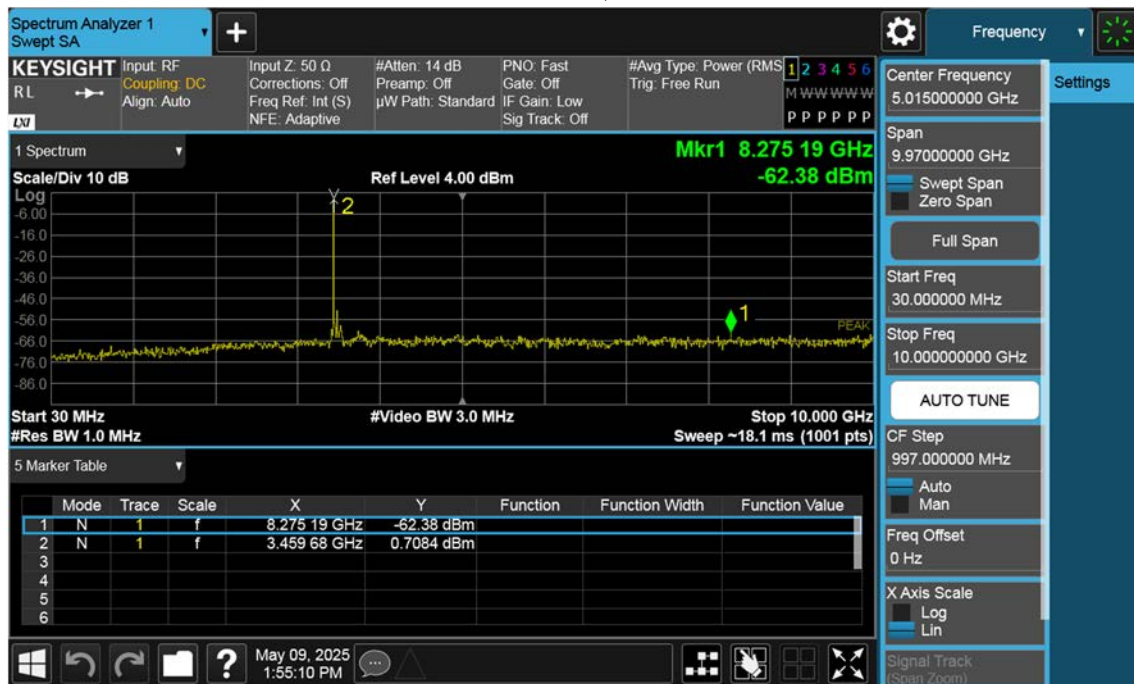 Spectrum Analyzer 1
Swept SA
+
Frequency
KEYSIGHT
RL
LXI
Input: RF
Coupling: DC
Align: Auto
Input Z: 50 Ω
Corrections: Off
Freq Ref: Int (S)
NFE: Adaptive
#Atten: 14 dB
Preamp: Off
µW Path: Standard
PNO: Fast
Gate: Off
IF Gain: Low
Sig Track: Off
#Avg Type: Power (RMS
Trig: Free Run
1 2 3 4 5 6
M W W W W W
P P P P P P
1 Spectrum
Mkr1 8.275 19 GHz
-62.38 dBm
Scale/Div 10 dB
Ref Level 4.00 dBm
Log
-6.00
-16.0
-26.0
-36.0
-46.0
-56.0
-66.0
-76.0
-86.0
2
1
PEAK
Start 30 MHz
#Video BW 3.0 MHz
Stop 10.000 GHz
#Res BW 1.0 MHz
Sweep ~18.1 ms (1001 pts)
5 Marker Table
Mode Trace Scale X Y Function Function Width Function Value
1 N 1 f 8.275 19 GHz -62.38 dBm
2 N 1 f 3.459 68 GHz 0.7084 dBm
3
4
5
6
?
May 09, 2025
1:55:10 PM
Center Frequency
5.015000000 GHz
Span
9.97000000 GHz
Swept Span
Zero Span
Full Span
Start Freq
30.000000 MHz
Stop Freq
10.000000000 GHz
AUTO TUNE
CF Step
997.000000 MHz
Auto
Man
Freq Offset
0 Hz
X Axis Scale
Log
Lin
Signal Track
(Span Zoom)
Settings